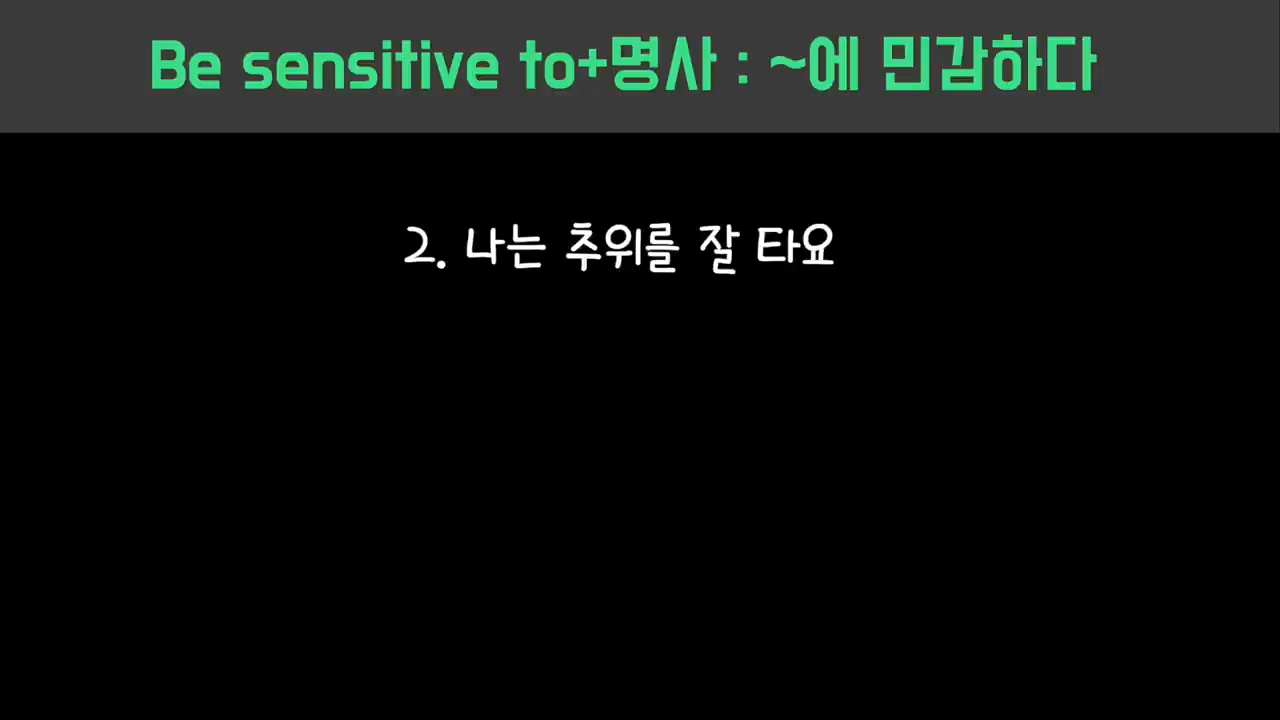 Be sensitive to+명사 : ~에 민감하다
2. 나는 추위를 잘 타요